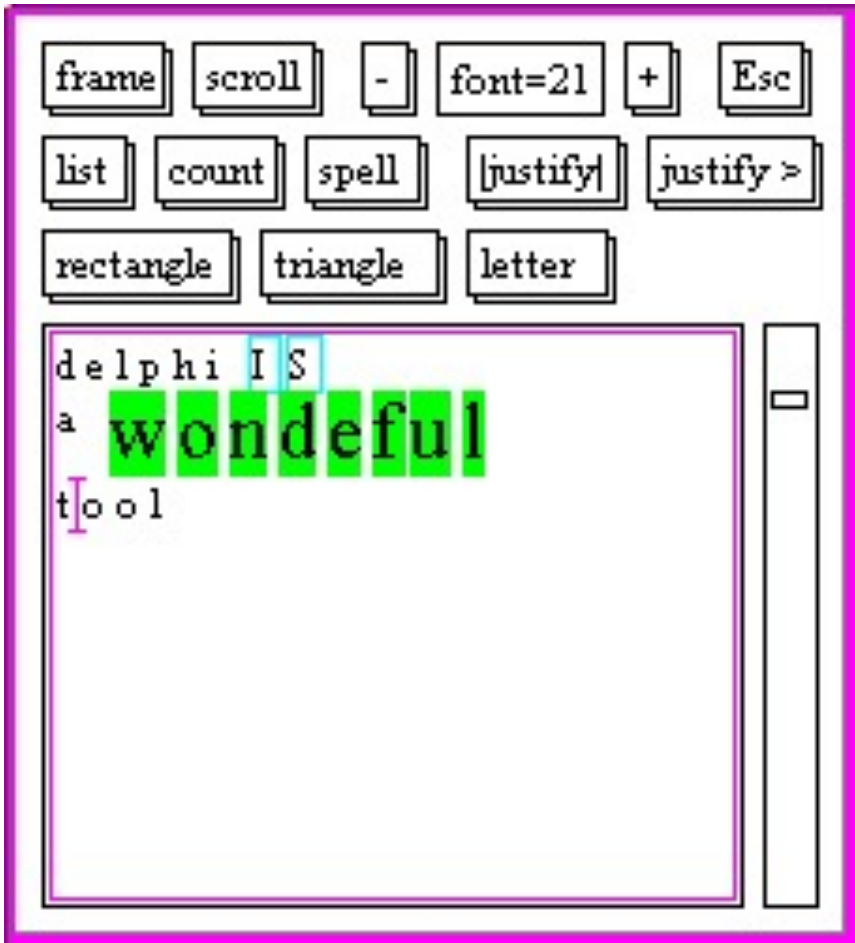 frame scroll - font=21 + Esc
list count spell |justify| justify >
rectangle triangle letter
delphi IS
a wondeful
tool